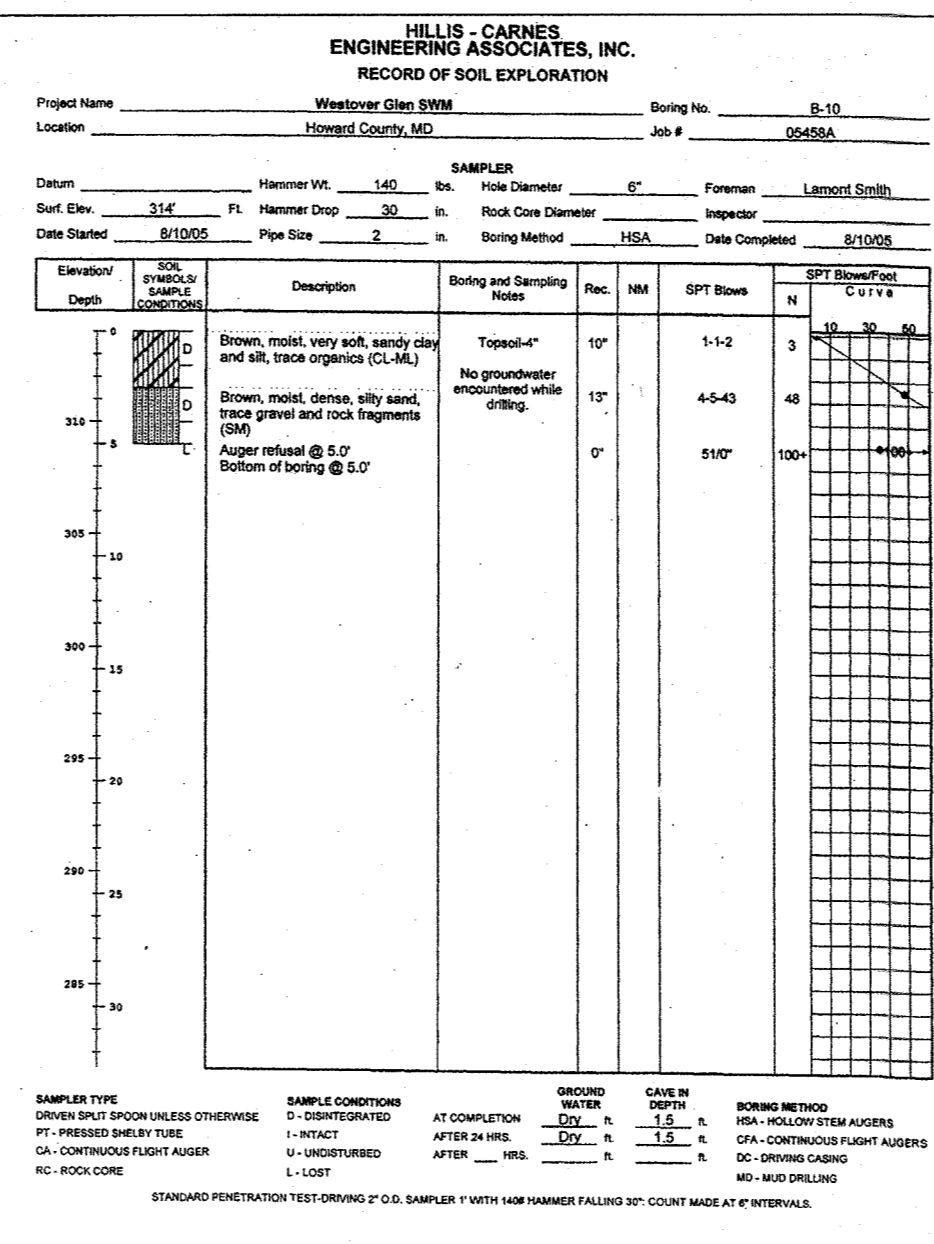 HILLIS - CARNES
ENGINEERING ASSOCIATES, INC.
RECORD OF SOIL EXPLORATION
Project Name Westover Glen SWM Boring No. B-10
Location Howard County, MD Job # 05458A
SAMPLER
Datum Hammer Wt. 140 lbs. Hole Diameter 6" Foreman Lamont Smith
Surf. Elev. 314' Ft. Hammer Drop 30 in. Rock Core Diameter Inspector
Date Started 8/10/05 Pipe Size 2 in. Boring Method HSA Date Completed 8/10/05
Elevation/ Depth
SOIL SYMBOLS/ SAMPLE CONDITIONS
Description
Boring and Sampling Notes
Rec.
NM
SPT Blows
SPT Blows/Foot
N
Curve
10 30 50
0 D Brown, moist, very soft, sandy clay Topsoil-4" 10" 1-1-2 3
and silt, trace organics (CL-ML)
No groundwater
encountered while
drilling.
D Brown, moist, dense, silty sand, 13" 4-5-43 48
trace gravel and rock fragments
310 (SM)
5 L Auger refusal @ 5.0' 0" 51/0" 100+ 100+
Bottom of boring @ 5.0'
305
10
300
15
295
20
290
25
285
30
SAMPLER TYPE
DRIVEN SPLIT SPOON UNLESS OTHERWISE
PT - PRESSED SHELBY TUBE
CA - CONTINUOUS FLIGHT AUGER
RC - ROCK CORE
SAMPLE CONDITIONS
D - DISINTEGRATED
I - INTACT
U - UNDISTURBED
L - LOST
GROUND WATER CAVE IN DEPTH
AT COMPLETION Dry ft. 1.5 ft.
AFTER 24 HRS. Dry ft. 1.5 ft.
AFTER ____ HRS. ft. ft.
BORING METHOD
HSA - HOLLOW STEM AUGERS
CFA - CONTINUOUS FLIGHT AUGERS
DC - DRIVING CASING
MD - MUD DRILLING
STANDARD PENETRATION TEST-DRIVING 2" O.D. SAMPLER 1' WITH 140# HAMMER FALLING 30": COUNT MADE AT 6" INTERVALS.